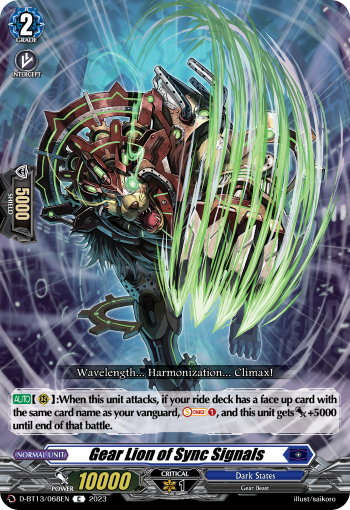 2
GRADE
INTERCEPT
5000
SHIELD
Wavelength... Harmonization... Climax!
AUTO【Ⓡ】:When this unit attacks, if your ride deck has a face up card with
the same card name as your vanguard, COST 1, and this unit gets +5000
until end of that battle.
NORMAL UNIT
Gear Lion of Sync Signals
POWER 10000
CRITICAL
1
Dark States
Gear Beast
D-BT13/068EN C 2023
illust/saikoro